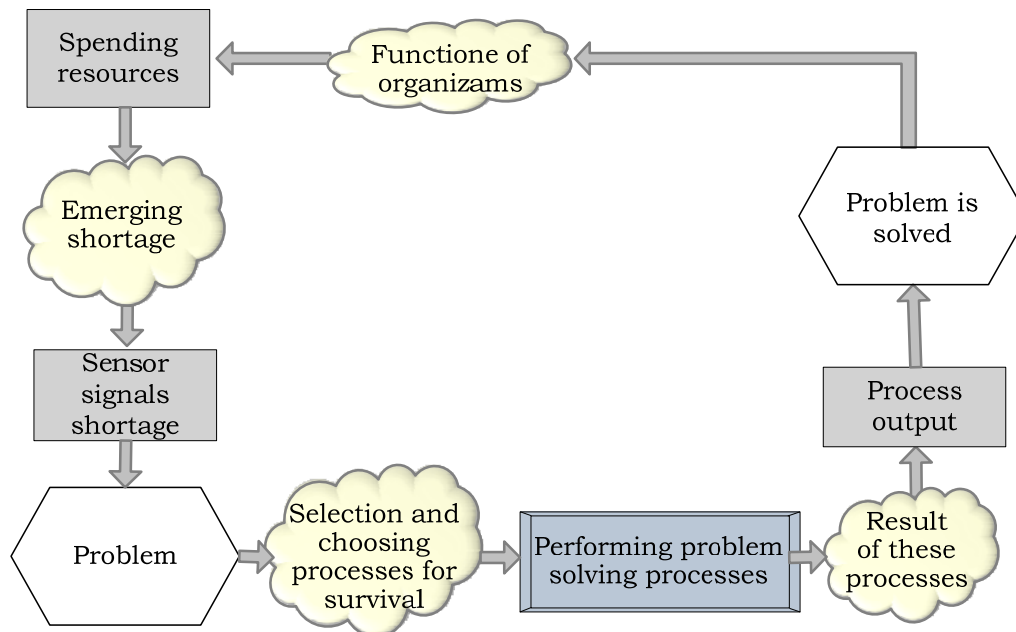 Spending
resources
Functione of
organizams
Emerging
shortage
Problem is
solved
Sensor
signals
shortage
Process
output
Problem
Selection and
choosing
processes for
survival
Performing problem
solving processes
Result
of these
processes